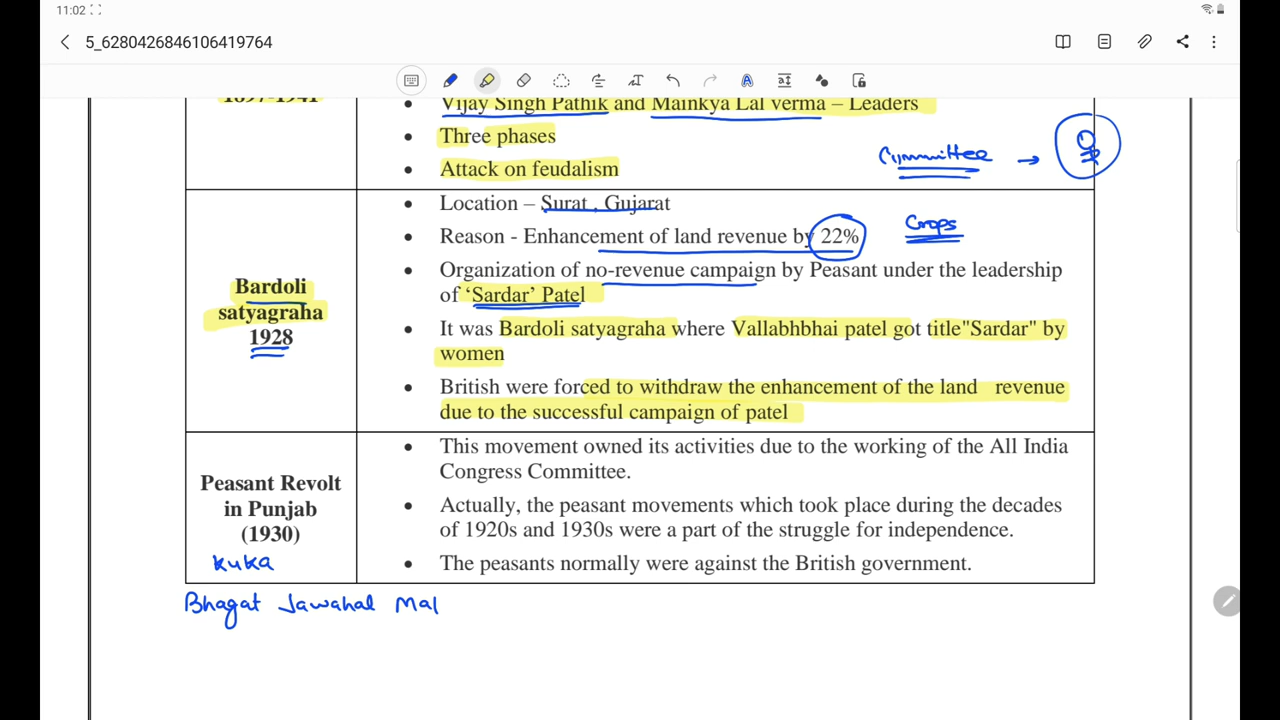 11:02
5_6280426846106419764
1897-1941
Vijay Singh Pathik and Mainkya Lal verma – Leaders
Three phases
Attack on feudalism
Committee →
Location – Surat , Gujarat
Reason - Enhancement of land revenue by 22%
Crops
Organization of no-revenue campaign by Peasant under the leadership
of ‘Sardar’ Patel
Bardoli
satyagraha
1928
It was Bardoli satyagraha where Vallabhbhai patel got title"Sardar" by
women
British were forced to withdraw the enhancement of the land revenue
due to the successful campaign of patel
Peasant Revolt
in Punjab
(1930)
Kuka
This movement owned its activities due to the working of the All India
Congress Committee.
Actually, the peasant movements which took place during the decades
of 1920s and 1930s were a part of the struggle for independence.
The peasants normally were against the British government.
Bhagat Jawahal Mal